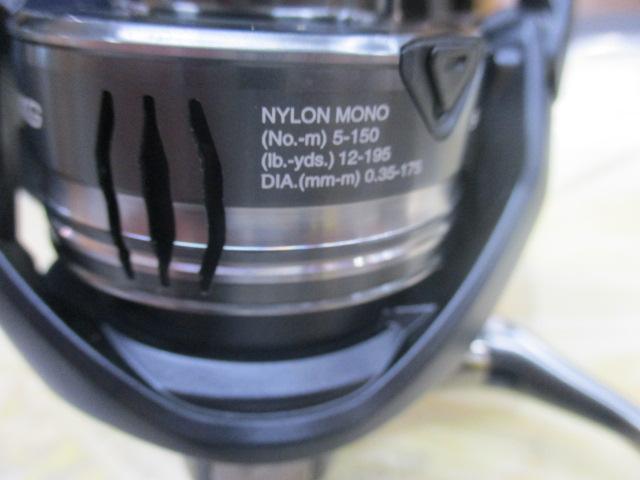 NYLON MONO
(No.-m) 5-150
(lb.-yds.) 12-195
DIA.(mm-m) 0.35-175